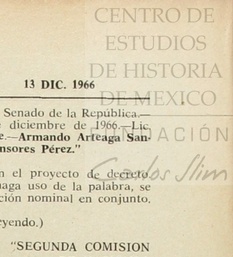 CENTRO DE
ESTUDIOS
DE HISTORIA
DE MEXICO
FUNDACIÓN
Carlos Slim
13 DIC. 1966
Senado de la República.—
diciembre de 1966.—Lic.
e.—Armando Arteaga San-
nsores Pérez."
n el proyecto de decreto,
haga uso de la palabra, se
ción nominal en conjunto.
eyendo.)
"SEGUNDA COMISION